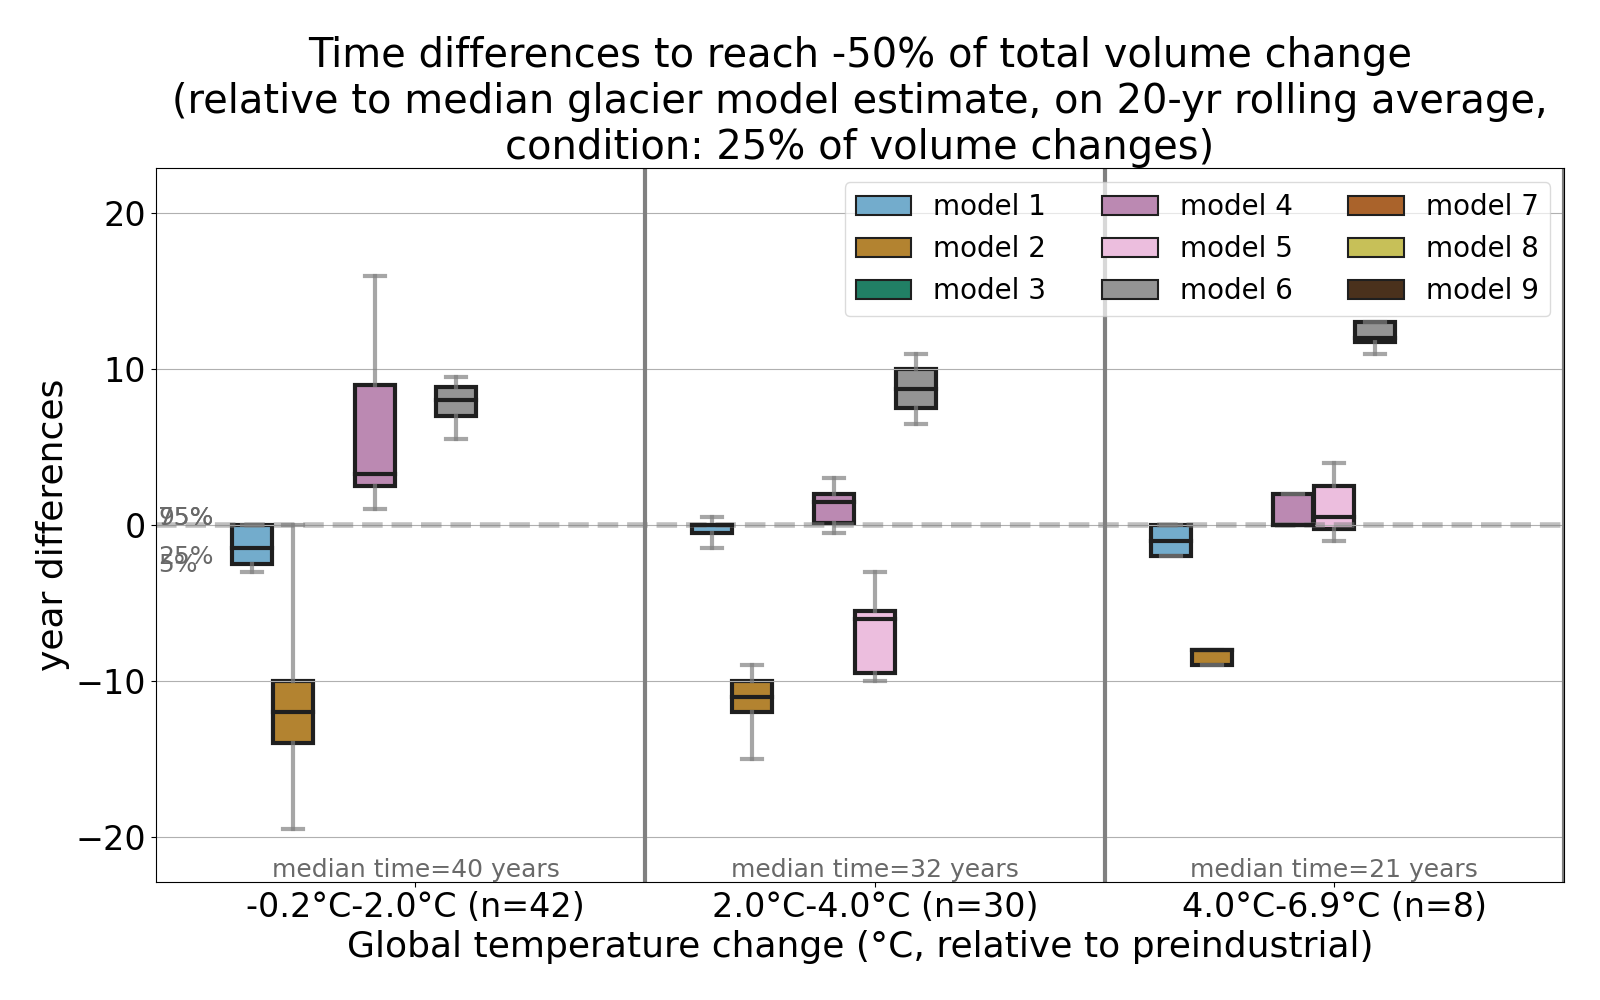 Time differences to reach -50% of total volume change
(relative to median glacier model estimate, on 20-yr rolling average,
condition: 25% of volume changes)
model 1
model 2
model 3
model 4
model 5
model 6
model 7
model 8
model 9
year differences
20
10
0
−10
−20
75%
95%
25%
5%
median time=40 years
median time=32 years
median time=21 years
-0.2°C-2.0°C (n=42)
2.0°C-4.0°C (n=30)
4.0°C-6.9°C (n=8)
Global temperature change (°C, relative to preindustrial)